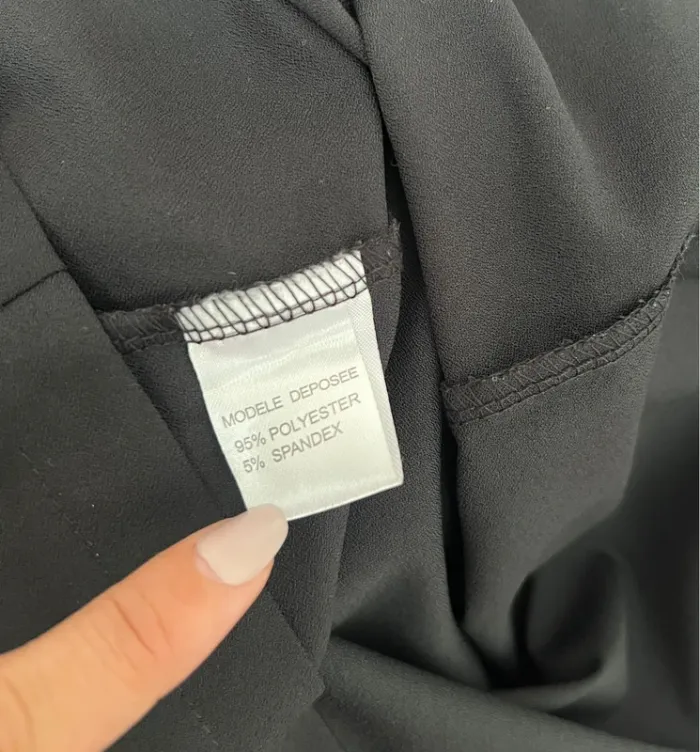 MODELE DEPOSEE
95% POLYESTER
5% SPANDEX